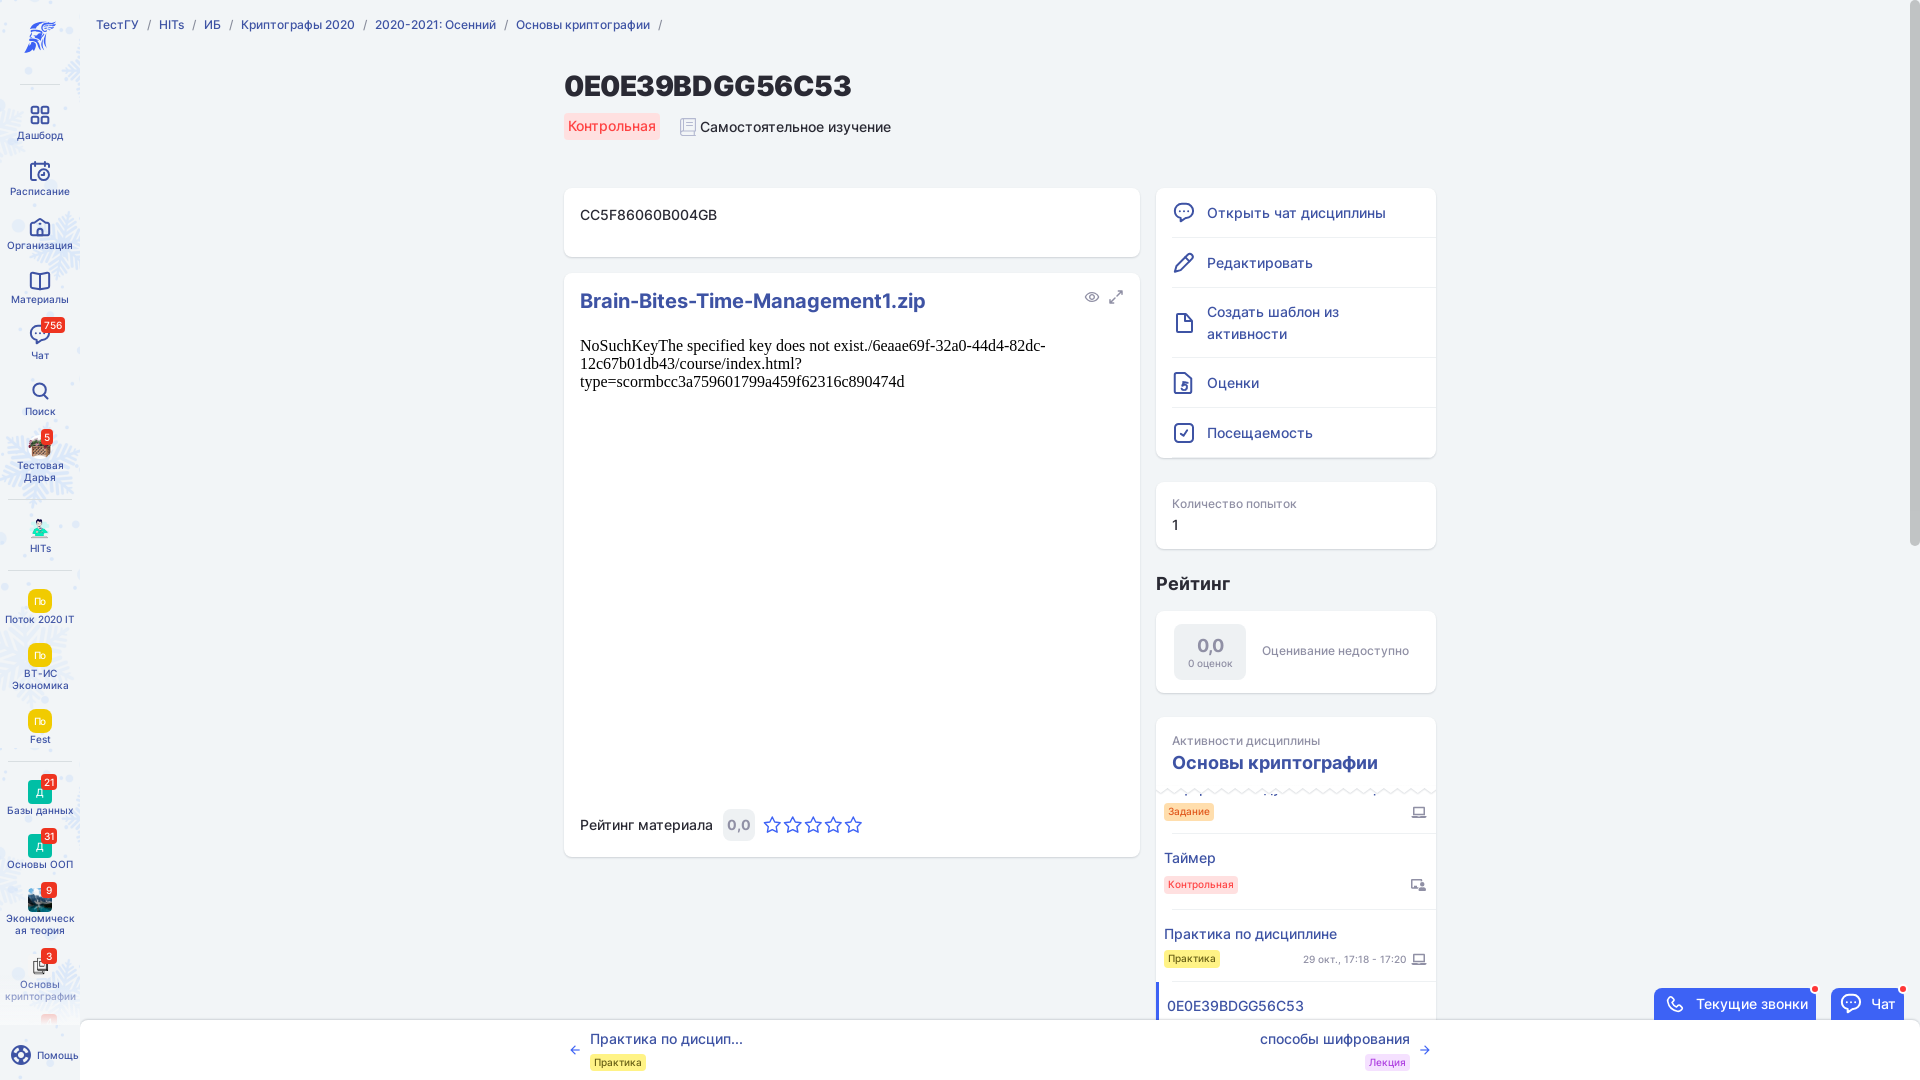 ТестГУ / HITs / ИБ / Криптографы 2020 / 2020-2021: Осенний / Основы криптографии /
0E0E39BDGG56C53
Контрольная
Самостоятельное изучение
Дашборд
Расписание
Организация
Материалы
756
Чат
Поиск
5
Тестовая
Дарья
HITs
По
Поток 2020 IT
По
ВТ-ИС
Экономика
По
Fest
21
Д
Базы данных
31
Д
Основы ООП
9
Экономическ
ая теория
3
Основы
криптографии
Помощь
CC5F86060B004GB
Brain-Bites-Time-Management1.zip
NoSuchKeyThe specified key does not exist./6eaae69f-32a0-44d4-82dc-
12c67b01db43/course/index.html?
type=scormbcc3a759601799a459f62316c890474d
Рейтинг материала 0,0
Открыть чат дисциплины
Редактировать
Создать шаблон из
активности
Оценки
Посещаемость
Количество попыток
1
Рейтинг
0,0
0 оценок
Оценивание недоступно
Активности дисциплины
Основы криптографии
Задание
Таймер
Контрольная
Практика по дисциплине
Практика
29 окт., 17:18 - 17:20
0E0E39BDGG56C53
Текущие звонки
Чат
Практика по дисцип...
Практика
способы шифрования
Лекция